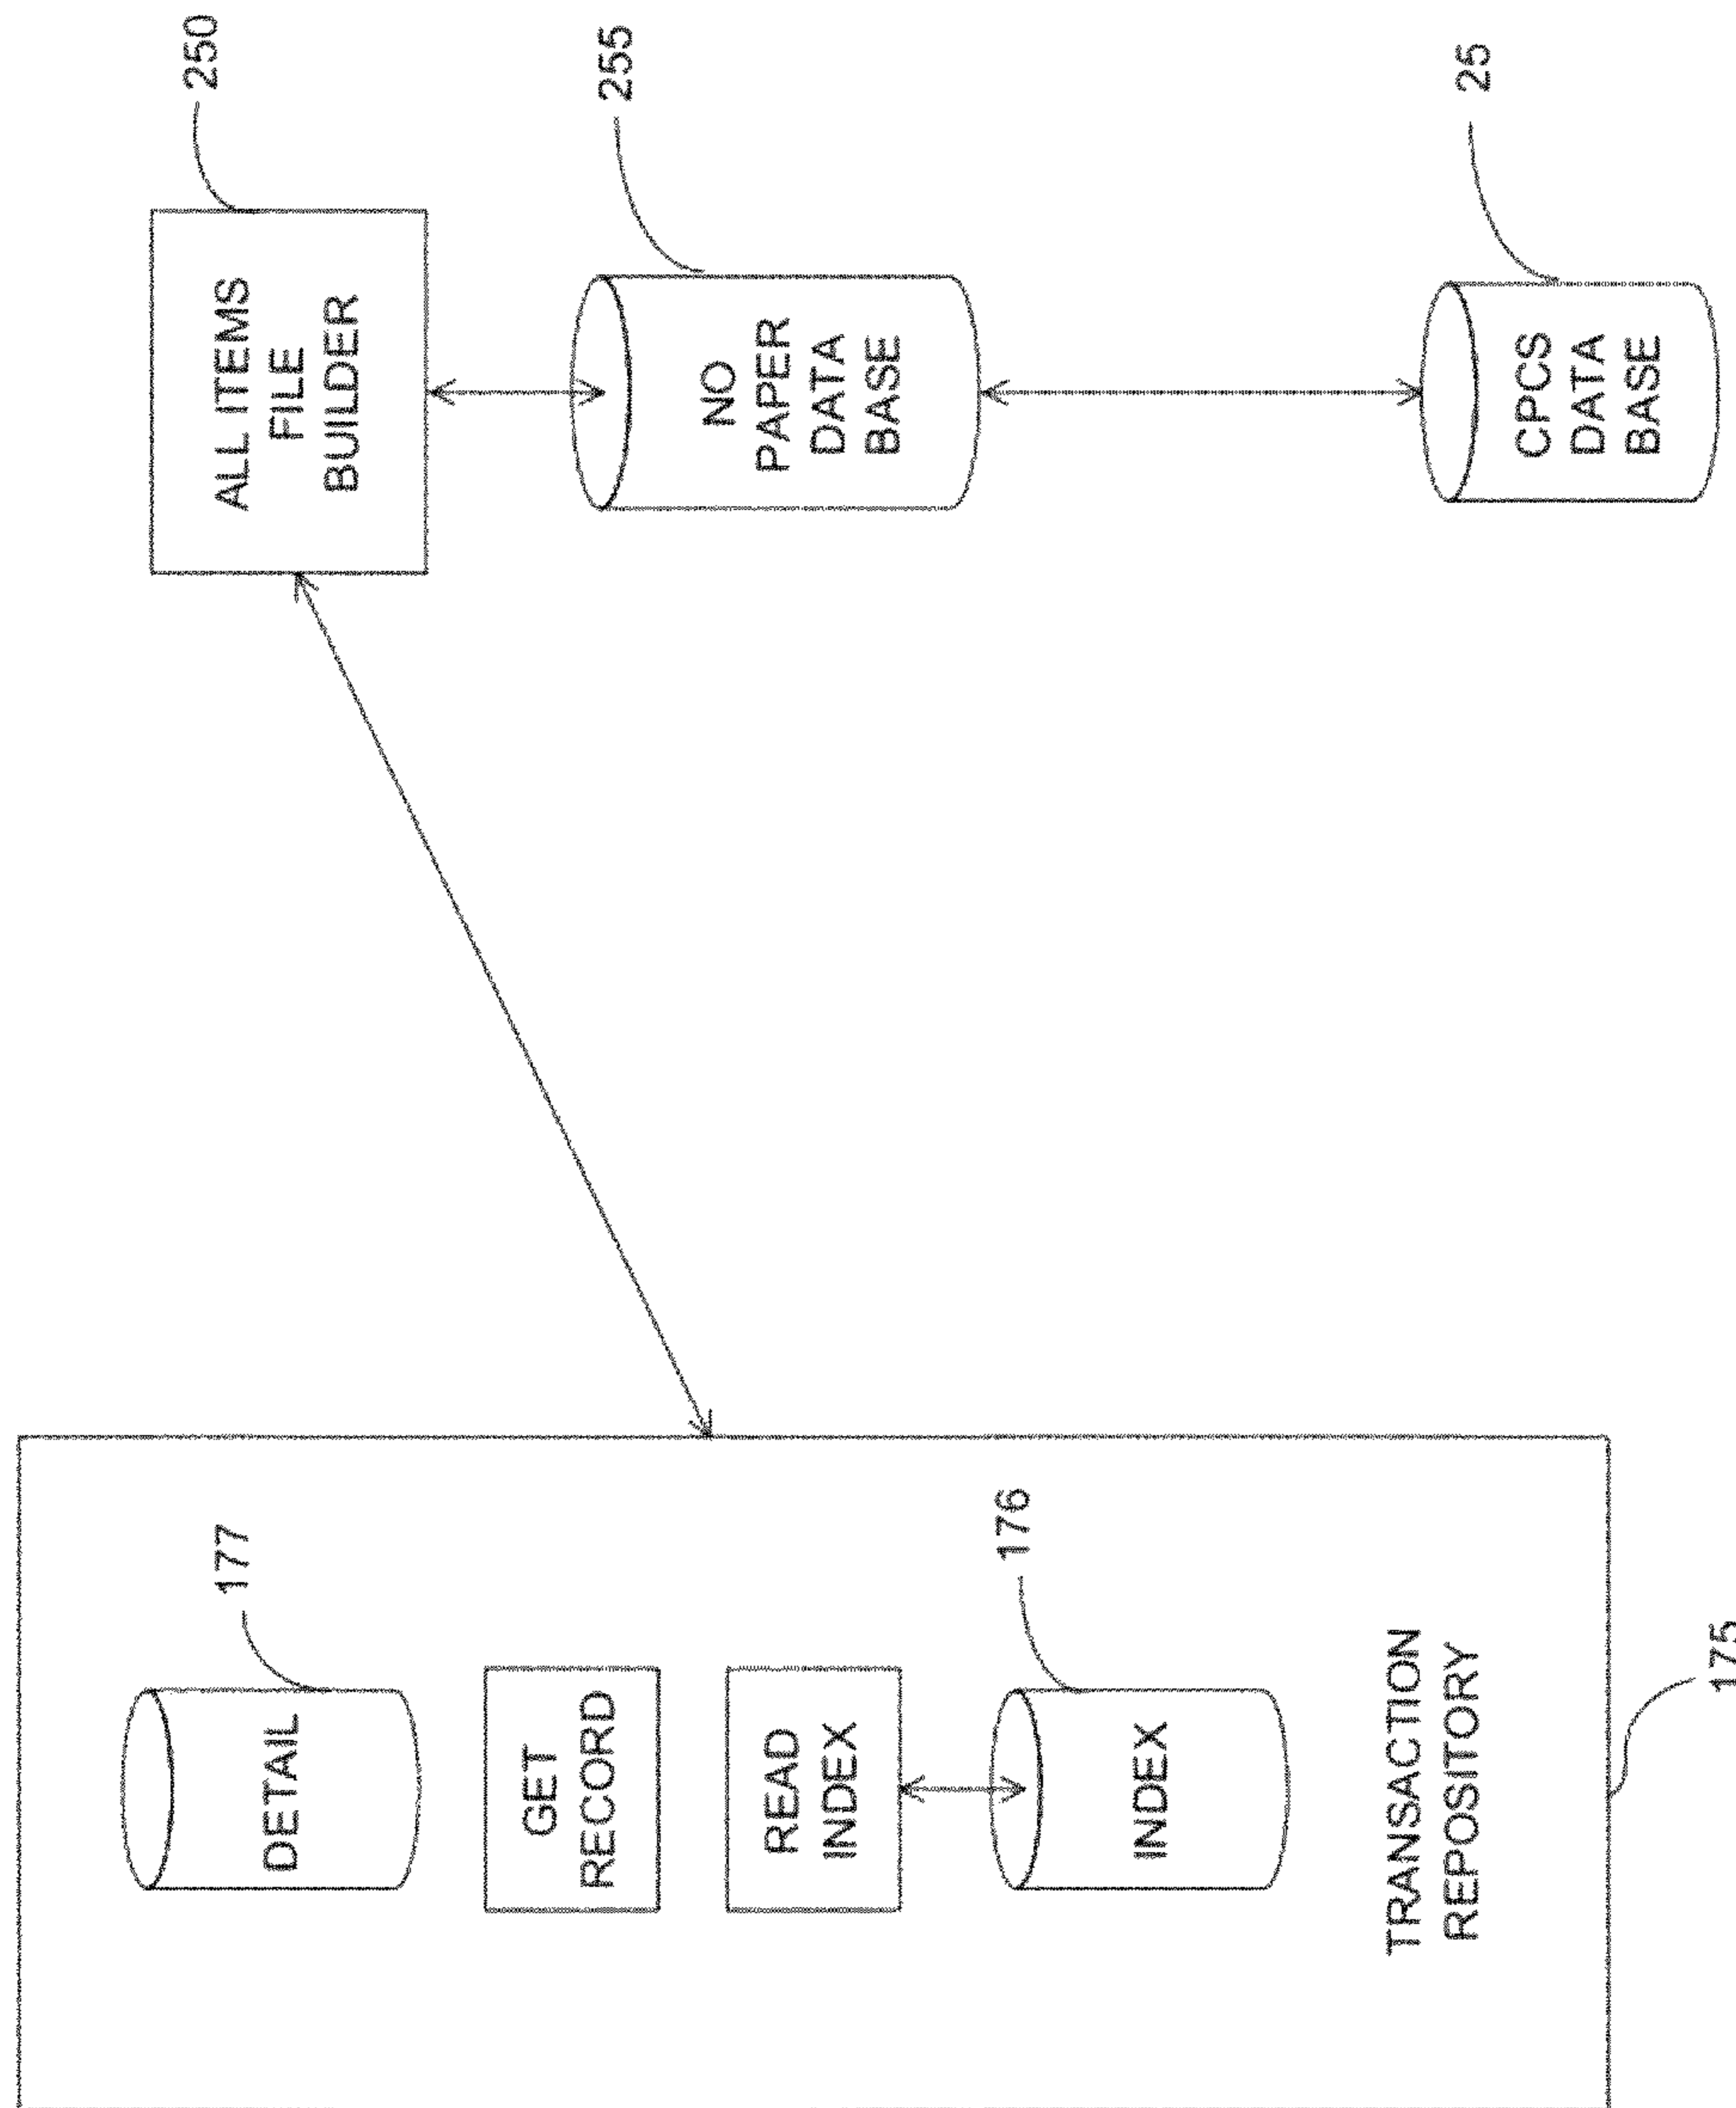 250
ALL ITEMS
FILE
BUILDER
255
NO
PAPER
DATA
BASE
25
CPCS
DATA
BASE
177
DETAIL
GET
RECORD
READ
INDEX
176
INDEX
TRANSACTION
REPOSITORY
175